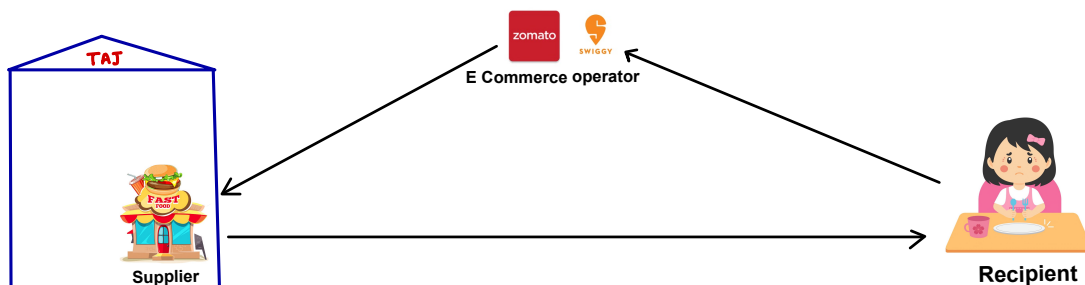 TAJ
zomato
SWIGGY
E Commerce operator
FAST
FOOD
Supplier
Recipient